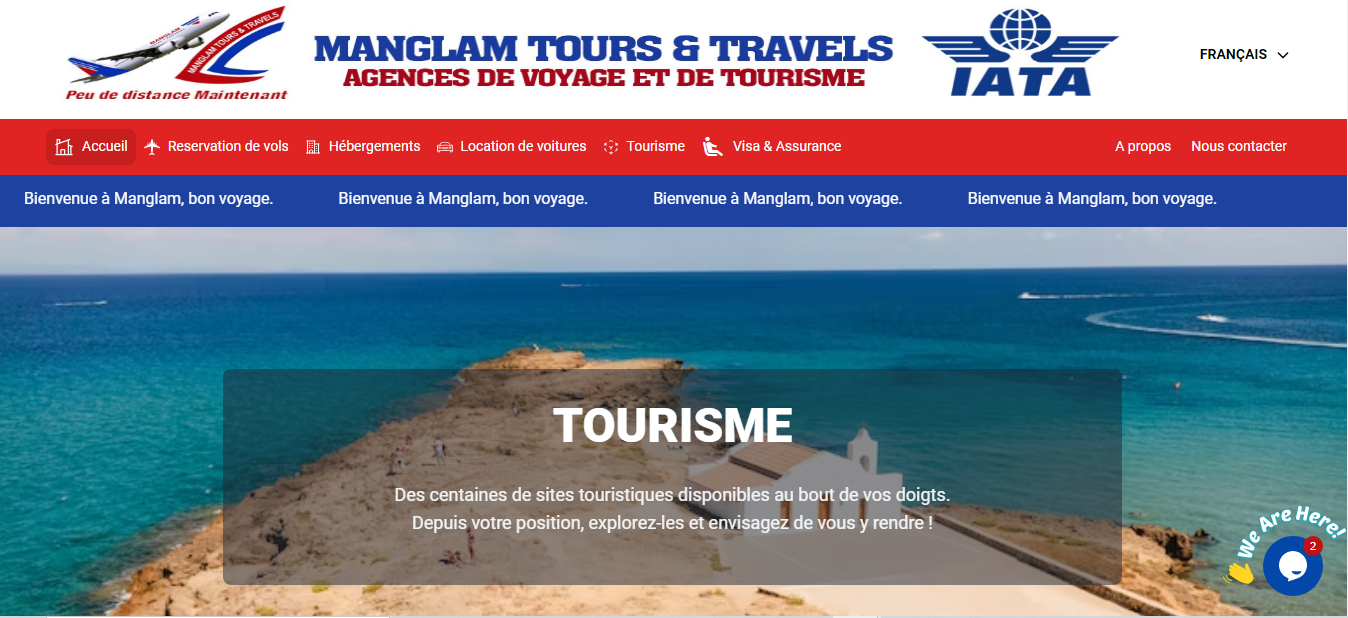 MANGLAM
MANGLAM TOURS & TRAVELS
Peu de distance Maintenant
MANGLAM TOURS & TRAVELS
AGENCES DE VOYAGE ET DE TOURISME
IATA
FRANÇAIS
Accueil Reservation de vols Hébergements Location de voitures Tourisme Visa & Assurance A propos Nous contacter
Bienvenue à Manglam, bon voyage. Bienvenue à Manglam, bon voyage. Bienvenue à Manglam, bon voyage. Bienvenue à Manglam, bon voyage.
TOURISME
Des centaines de sites touristiques disponibles au bout de vos doigts.
Depuis votre position, explorez-les et envisagez de vous y rendre !
We Are Here!
2